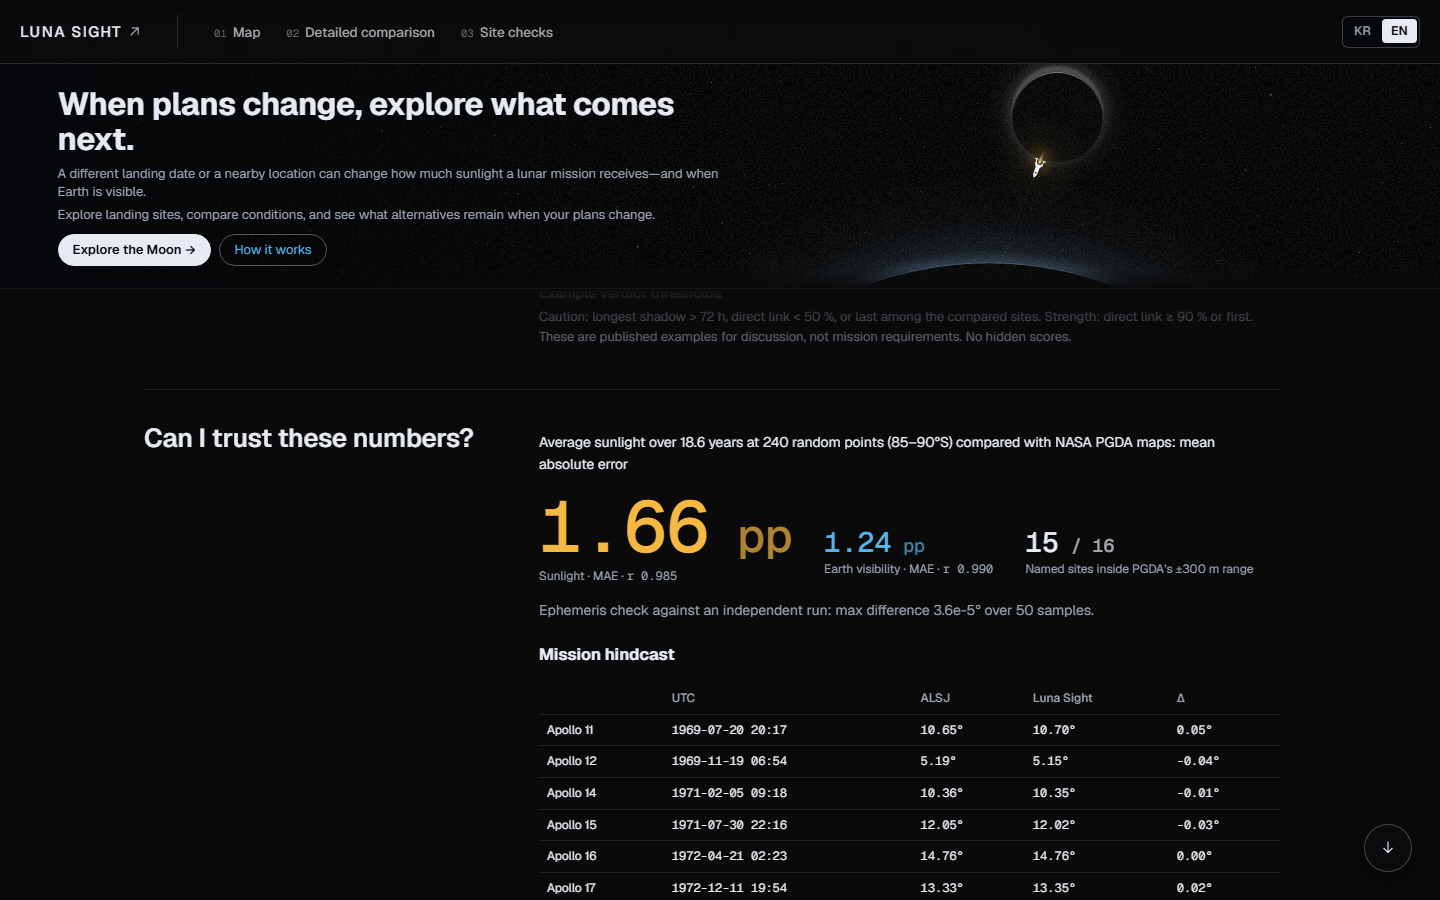 LUNA SIGHT ↗
01 Map
02 Detailed comparison
03 Site checks
KR EN
When plans change, explore what comes
next.
A different landing date or a nearby location can change how much sunlight a lunar mission receives—and when
Earth is visible.
Explore landing sites, compare conditions, and see what alternatives remain when your plans change.
Explore the Moon →
How it works
Example verdict thresholds
Caution: longest shadow > 72 h, direct link < 50 %, or last among the compared sites. Strength: direct link ≥ 90 % or first.
These are published examples for discussion, not mission requirements. No hidden scores.
Can I trust these numbers?
Average sunlight over 18.6 years at 240 random points (85–90°S) compared with NASA PGDA maps: mean
absolute error
1.66 pp
Sunlight · MAE · r 0.985
1.24 pp
Earth visibility · MAE · r 0.990
15 / 16
Named sites inside PGDA's ±300 m range
Ephemeris check against an independent run: max difference 3.6e-5° over 50 samples.
Mission hindcast
UTC ALSJ Luna Sight Δ
Apollo 11 1969-07-20 20:17 10.65° 10.70° 0.05°
Apollo 12 1969-11-19 06:54 5.19° 5.15° -0.04°
Apollo 14 1971-02-05 09:18 10.36° 10.35° -0.01°
Apollo 15 1971-07-30 22:16 12.05° 12.02° -0.03°
Apollo 16 1972-04-21 02:23 14.76° 14.76° 0.00°
Apollo 17 1972-12-11 19:54 13.33° 13.35° 0.02°